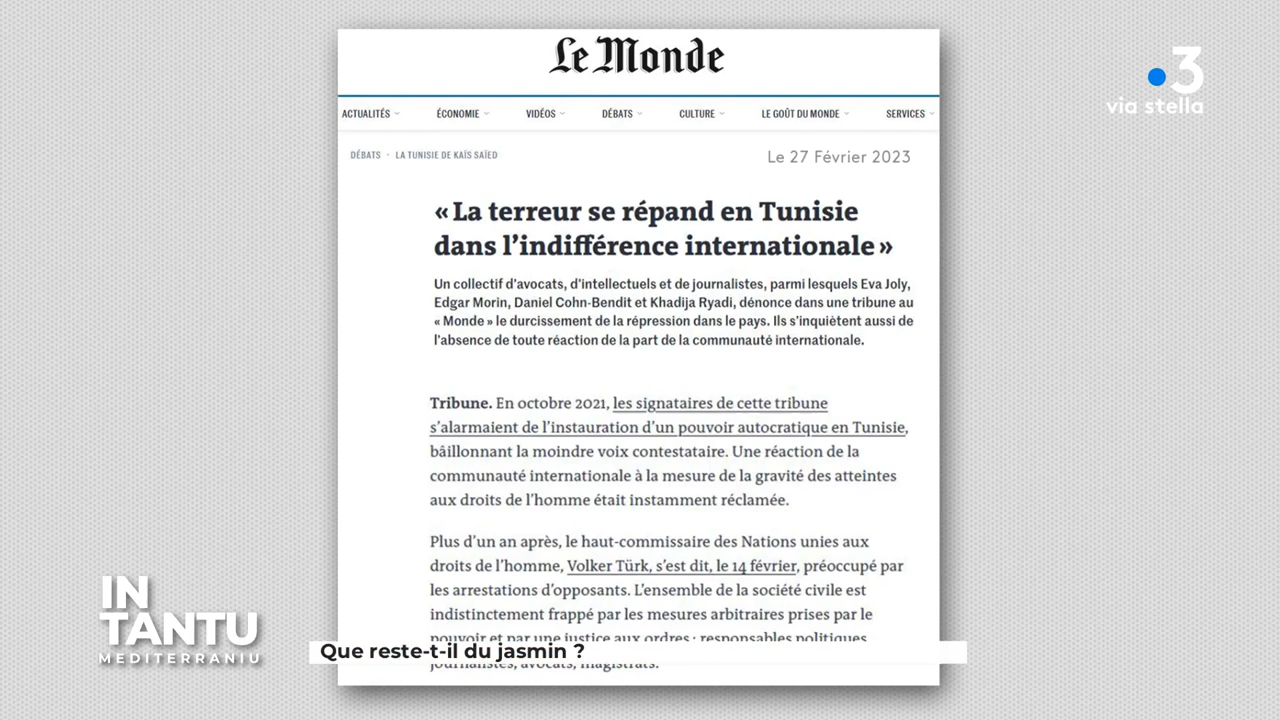 Le Monde
3
via stella
ACTUALITÉS ÉCONOMIE VIDÉOS DÉBATS CULTURE LE GOÛT DU MONDE SERVICES
DÉBATS · LA TUNISIE DE KAÏS SAÏED
Le 27 Février 2023
« La terreur se répand en Tunisie
dans l’indifférence internationale »
Un collectif d’avocats, d’intellectuels et de journalistes, parmi lesquels Eva Joly,
Edgar Morin, Daniel Cohn-Bendit et Khadija Ryadi, dénonce dans une tribune au
« Monde » le durcissement de la répression dans le pays. Ils s’inquiètent aussi de
l’absence de toute réaction de la part de la communauté internationale.
Tribune. En octobre 2021, les signataires de cette tribune
s’alarmaient de l’instauration d’un pouvoir autocratique en Tunisie,
bâillonnant la moindre voix contestataire. Une réaction de la
communauté internationale à la mesure de la gravité des atteintes
aux droits de l’homme était instamment réclamée.
Plus d’un an après, le haut-commissaire des Nations unies aux
droits de l’homme, Volker Türk, s’est dit, le 14 février, préoccupé par
les arrestations d’opposants. L’ensemble de la société civile est
indistinctement frappé par les mesures arbitraires prises par le
pouvoir et par une justice aux ordres : responsables politiques,
journalistes, avocats, magistrats.
IN
TANTU
MEDITERRANIU
Que reste-t-il du jasmin ?